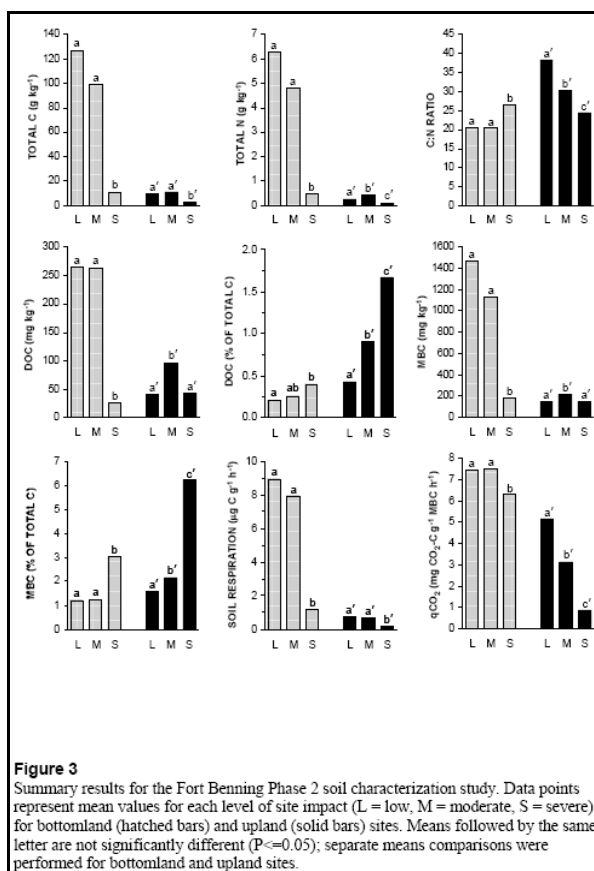 TOTAL C (g kg⁻¹)
140
120
100
80
60
40
20
0
a a b a′ a′ b′
L M S L M S
TOTAL N (g kg⁻¹)
7
6
5
4
3
2
1
0
a a b a′ b′ c′
L M S L M S
C:N RATIO
45
40
35
30
25
20
15
10
5
0
a a b a′ b′ c′
L M S L M S
DOC (mg kg⁻¹)
300
250
200
150
100
50
0
a a b a′ b′ a′
L M S L M S
DOC (% OF TOTAL C)
2.0
1.5
1.0
0.5
0.0
a ab b a′ b′ c′
L M S L M S
MBC (mg kg⁻¹)
1600
1400
1200
1000
800
600
400
200
0
a a b a′ b′ a′
L M S L M S
MBC (% OF TOTAL C)
7
6
5
4
3
2
1
0
a a b a′ b′ c′
L M S L M S
SOIL RESPIRATION (µg C g⁻¹ h⁻¹)
10
8
6
4
2
0
a a b a′ a′ b′
L M S L M S
qCO₂ (mg CO₂-C g⁻¹ MBC h⁻¹)
8
7
6
5
4
3
2
1
0
a a b a′ b′ c′
L M S L M S
Figure 3
Summary results for the Fort Benning Phase 2 soil characterization study. Data points
represent mean values for each level of site impact (L = low, M = moderate, S = severe)
for bottomland (hatched bars) and upland (solid bars) sites. Means followed by the same
letter are not significantly different (P<=0.05); separate means comparisons were
performed for bottomland and upland sites.